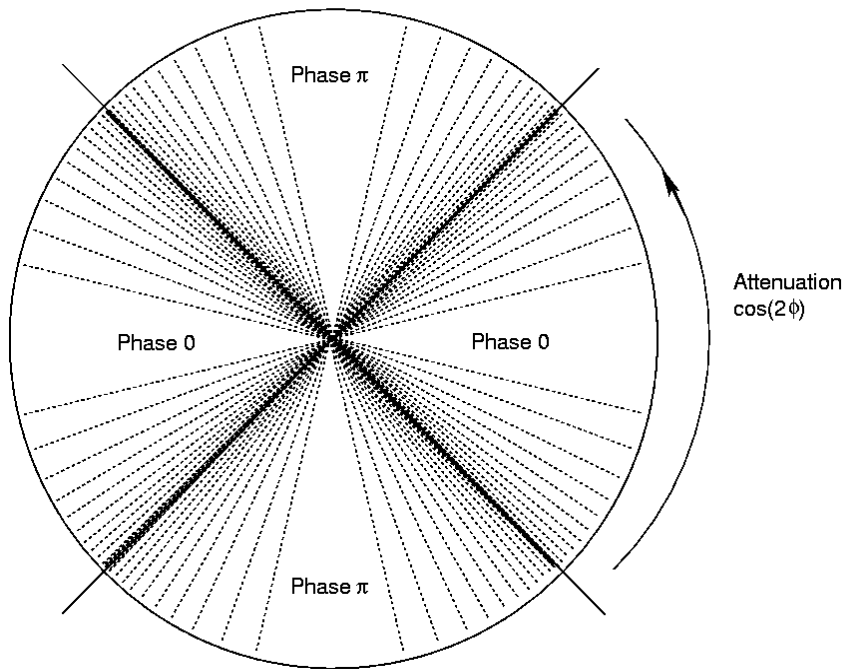 Phase π
Attenuation
cos(2ϕ)
Phase 0
Phase 0
Phase π